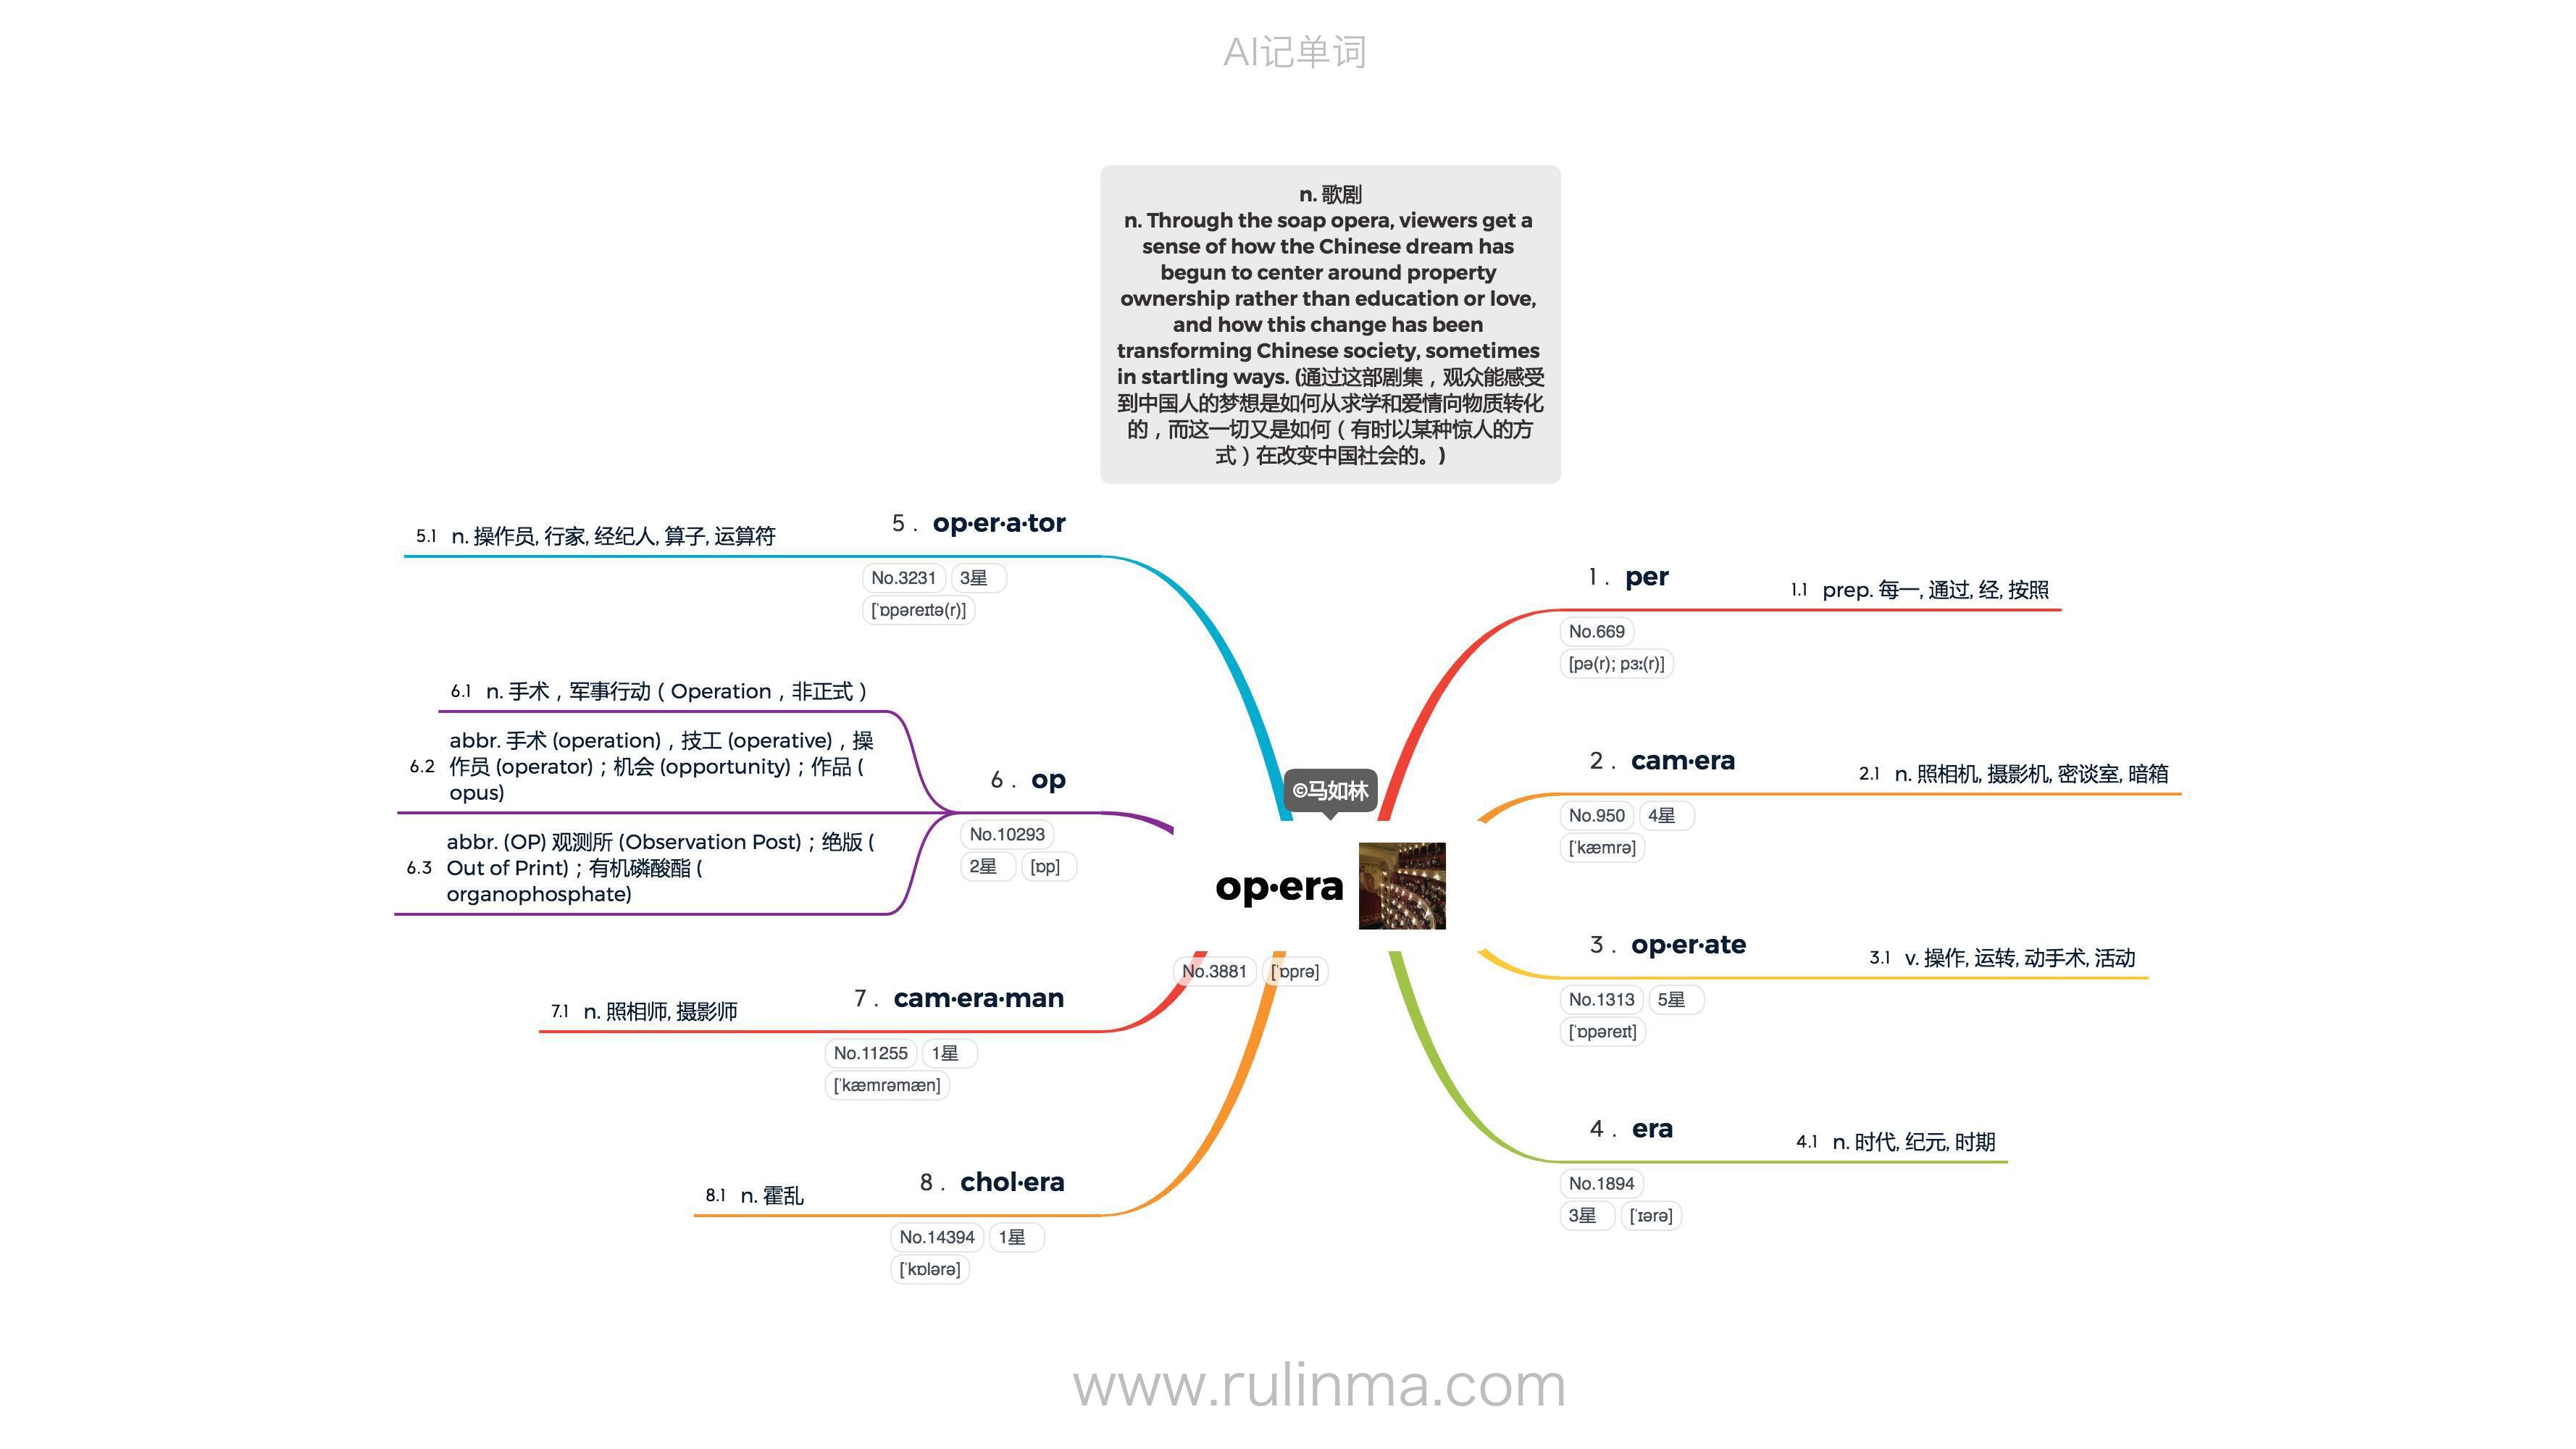 AI记单词
n. 歌剧
n. Through the soap opera, viewers get a
sense of how the Chinese dream has
begun to center around property
ownership rather than education or love,
and how this change has been
transforming Chinese society, sometimes
in startling ways. (通过这部剧集，观众能感受
到中国人的梦想是如何从求学和爱情向物质转化
的，而这一切又是如何（有时以某种惊人的方
式）在改变中国社会的。)
©马如林
op·era
No.3881 [ˈɒprə]
1. per
1.1 prep. 每一, 通过, 经, 按照
No.669
[pə(r); pɜː(r)]
2. cam·era
2.1 n. 照相机, 摄影机, 密谈室, 暗箱
No.950 4星
[ˈkæmrə]
3. op·er·ate
3.1 v. 操作, 运转, 动手术, 活动
No.1313 5星
[ˈɒpəreɪt]
4. era
4.1 n. 时代, 纪元, 时期
No.1894
3星 [ˈɪərə]
5. op·er·a·tor
5.1 n. 操作员, 行家, 经纪人, 算子, 运算符
No.3231 3星
[ˈɒpəreɪtə(r)]
6. op
No.10293
2星 [ɒp]
6.1 n. 手术，军事行动（Operation，非正式）
6.2 abbr. 手术 (operation)，技工 (operative)，操
作员 (operator)；机会 (opportunity)；作品 (
opus)
6.3 abbr. (OP) 观测所 (Observation Post)；绝版 (
Out of Print)；有机磷酸酯 (
organophosphate)
7. cam·era·man
7.1 n. 照相师, 摄影师
No.11255 1星
[ˈkæmrəmæn]
8. chol·era
8.1 n. 霍乱
No.14394 1星
[ˈkɒlərə]
www.rulinma.com